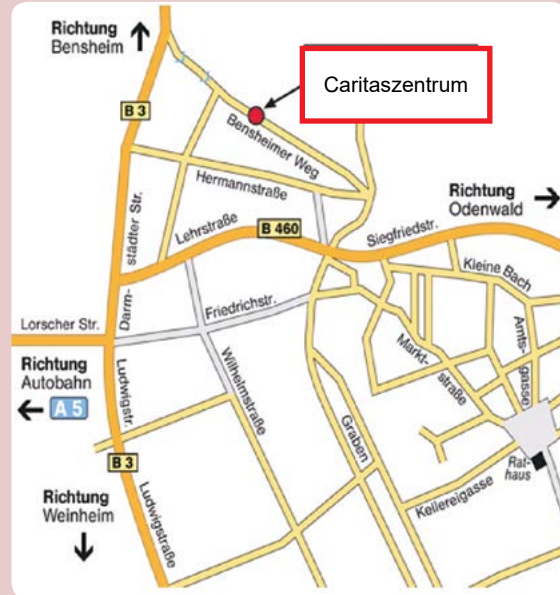 Richtung
Bensheim
Caritaszentrum
B 3
Bensheimer Weg
Hermannstraße
Richtung
Odenwald
Darm-
städter Str.
Lehrstraße
B 460
Siegfriedstr.
Kleine Bach
Friedrichstr.
Lorscher Str.
Amts-
gasse
Markt-
straße
Richtung
Autobahn
A 5
Ludwigstr.
Wilhelmstraße
Graben
B 3
Rat-
haus
Kellereigasse
Richtung
Weinheim
Ludwigstraße